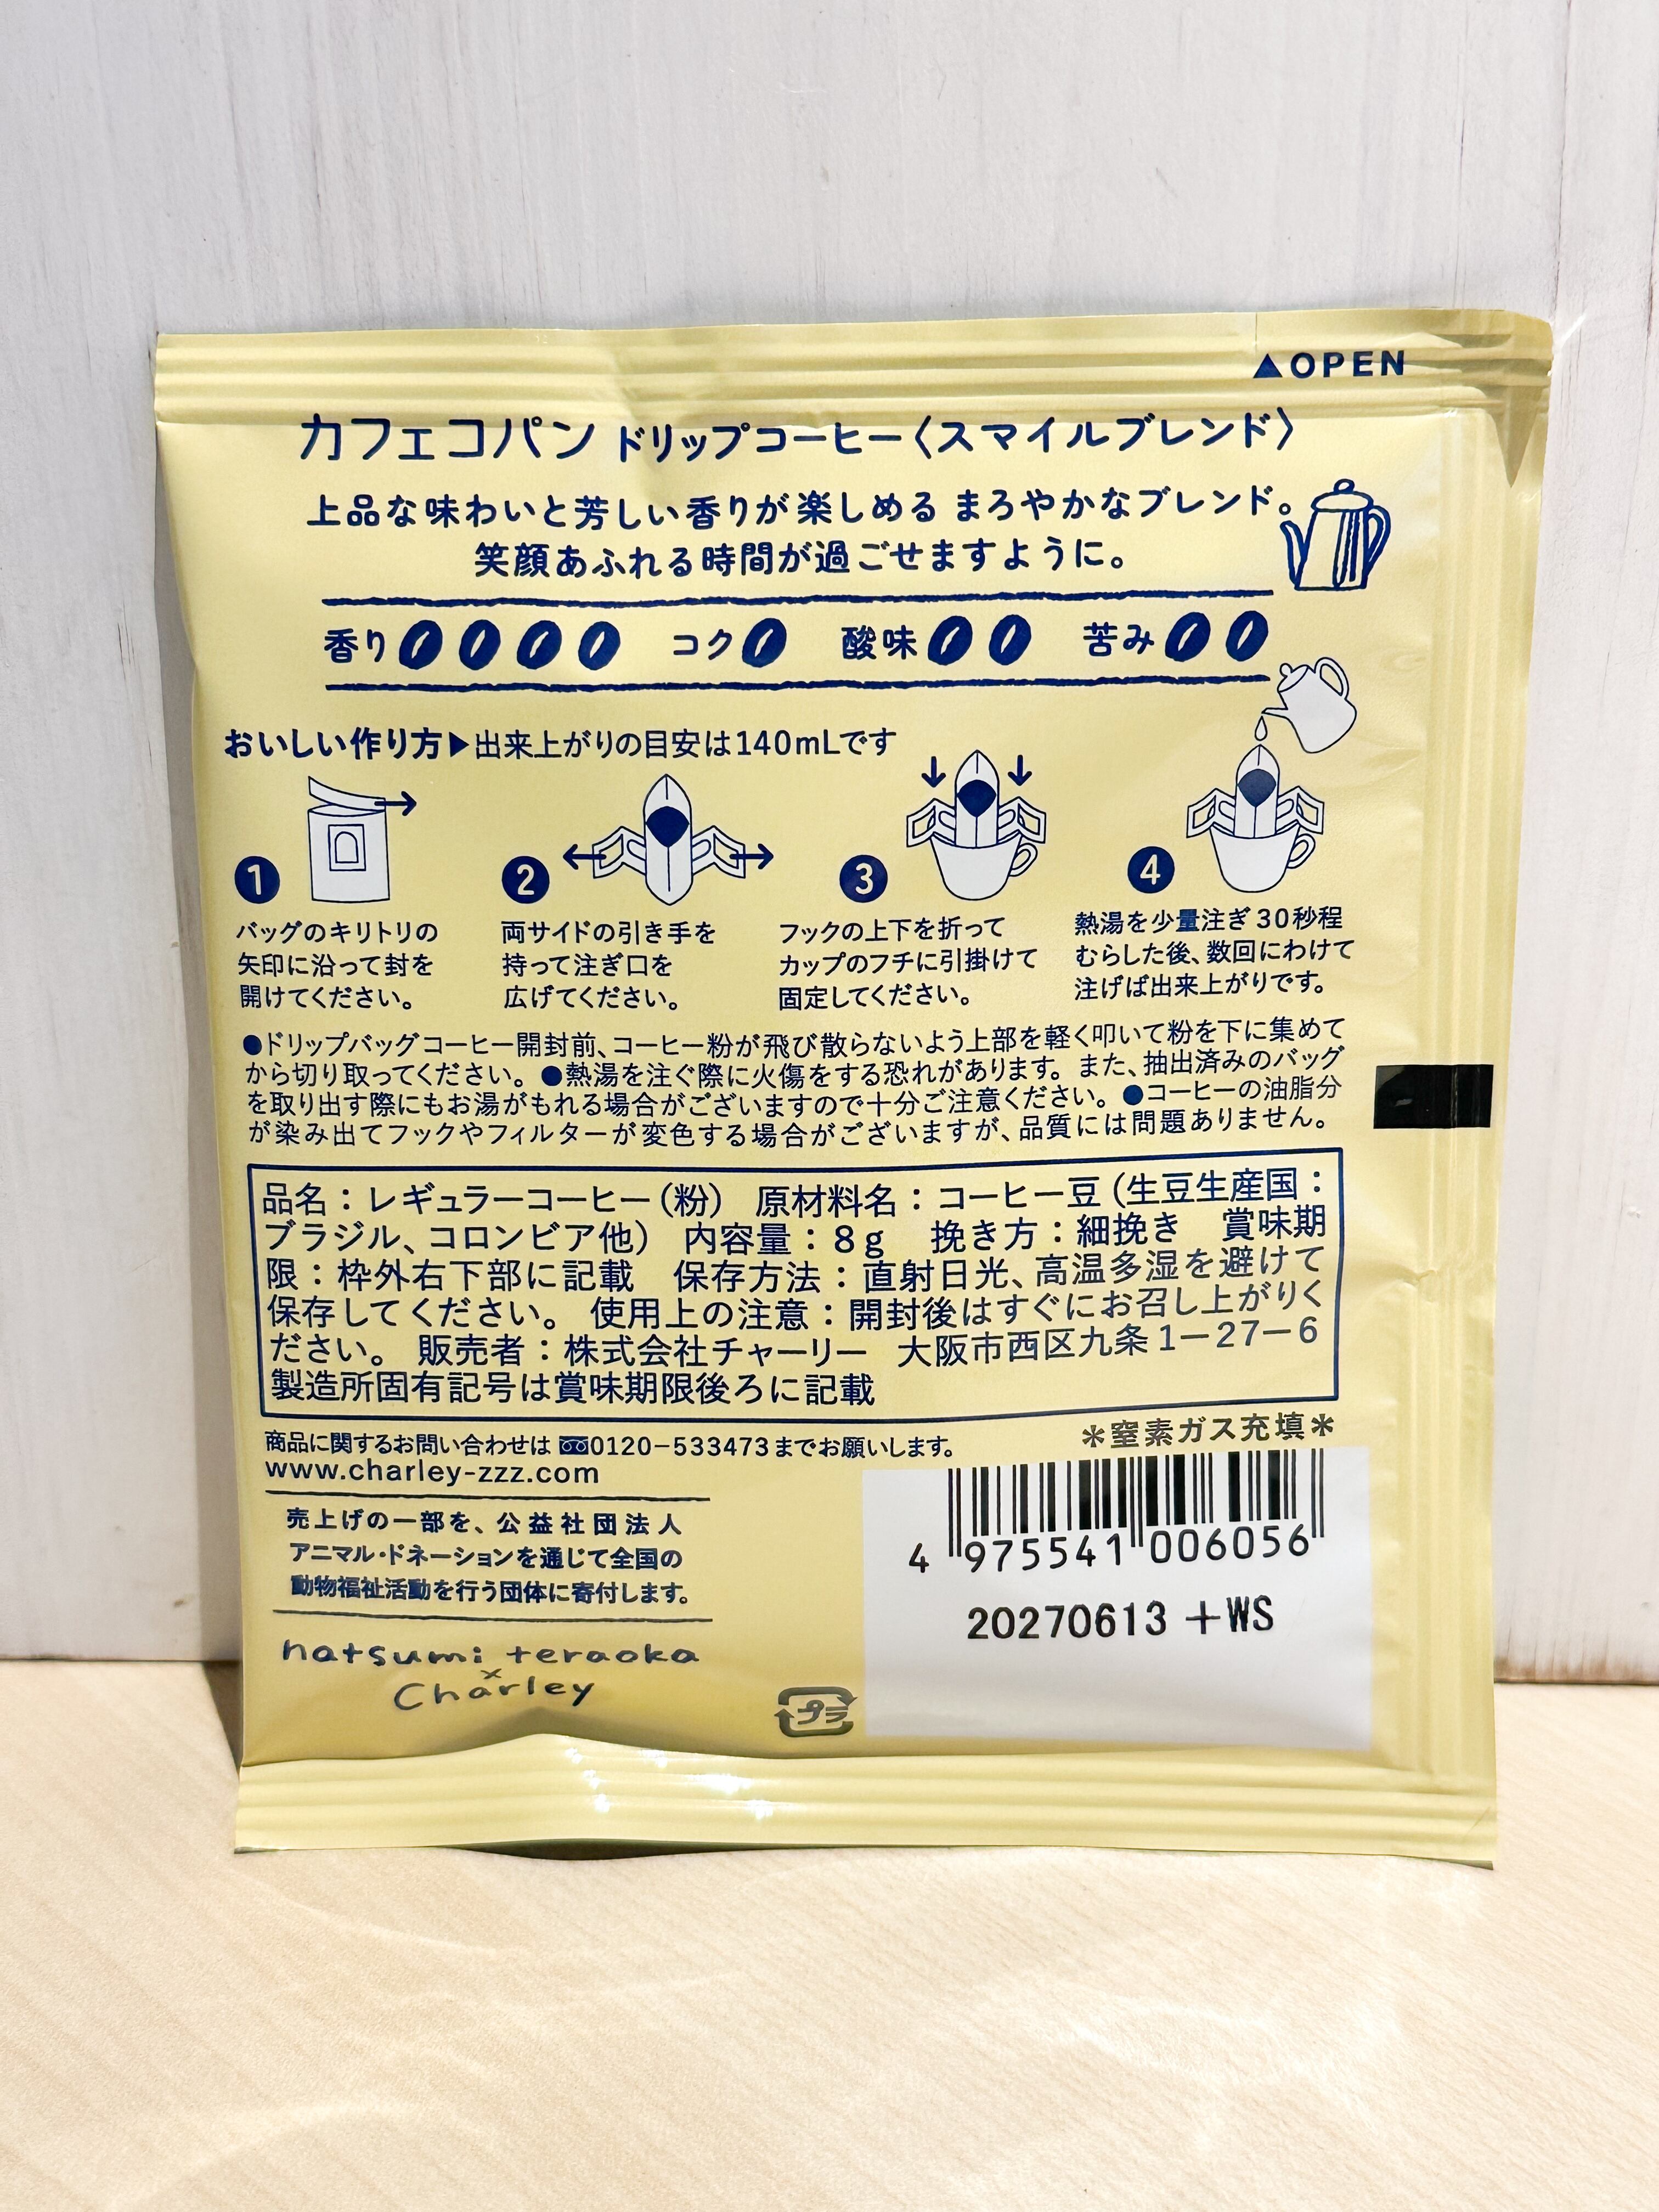 ▲OPEN
カフェコパン ドリップコーヒー〈スマイルブレンド〉
上品な味わいと芳しい香りが楽しめる まろやかなブレンド。
笑顔あふれる時間が過ごせますように。
香り コク 酸味 苦み
おいしい作り方▶出来上がりの目安は140mLです
1
バッグのキリトリの
矢印に沿って封を
開けてください。
2
両サイドの引き手を
持って注ぎ口を
広げてください。
3
フックの上下を折って
カップのフチに引掛けて
固定してください。
4
熱湯を少量注ぎ30秒程
むらした後、数回にわけて
注げば出来上がりです。
●ドリップバッグコーヒー開封前、コーヒー粉が飛び散らないよう上部を軽く叩いて粉を下に集めて
から切り取ってください。●熱湯を注ぐ際に火傷をする恐れがあります。また、抽出済みのバッグ
を取り出す際にもお湯がもれる場合がございますので十分ご注意ください。●コーヒーの油脂分
が染み出てフックやフィルターが変色する場合がございますが、品質には問題ありません。
品名：レギュラーコーヒー（粉） 原材料名：コーヒー豆（生豆生産国：
ブラジル、コロンビア他） 内容量：8g 挽き方：細挽き 賞味期
限：枠外右下部に記載 保存方法：直射日光、高温多湿を避けて
保存してください。 使用上の注意：開封後はすぐにお召し上がりく
ださい。 販売者：株式会社チャーリー 大阪市西区九条1－27－6
製造所固有記号は賞味期限後ろに記載
＊窒素ガス充填＊
商品に関するお問い合わせは 0120−533473までお願いします。
www.charley-zzz.com
売上げの一部を、公益社団法人
アニマル・ドネーションを通じて全国の
動物福祉活動を行う団体に寄付します。
hatsumi teraoka
×
Charley
プラ
4 975541 006056
20270613 +WS